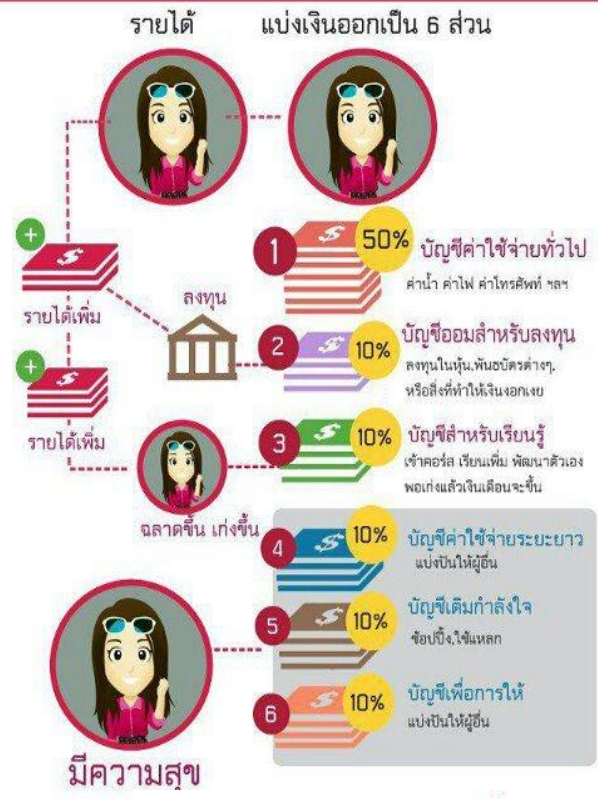 รายได้
แบ่งเงินออกเป็น 6 ส่วน
+
รายได้เพิ่ม
ลงทุน
+
รายได้เพิ่ม
ฉลาดขึ้น เก่งขึ้น
มีความสุข
1
$
50%
บัญชีค่าใช้จ่ายทั่วไป
ค่าน้ำ ค่าไฟ ค่าโทรศัพท์ ฯลฯ
2
$
10%
บัญชีออมสำหรับลงทุน
ลงทุนในหุ้น,พันธบัตรต่างๆ,
หรือสิ่งที่ทำให้เงินงอกเงย
3
$
10%
บัญชีสำหรับเรียนรู้
เข้าคอร์ส เรียนเพิ่ม พัฒนาตัวเอง
พอเก่งแล้วเงินเดือนจะขึ้น
4
$
10%
บัญชีค่าใช้จ่ายระยะยาว
แบ่งปันให้ผู้อื่น
5
$
10%
บัญชีเติมกำลังใจ
ช้อปปิ้ง,ใช้แหลก
6
$
10%
บัญชีเพื่อการให้
แบ่งปันให้ผู้อื่น